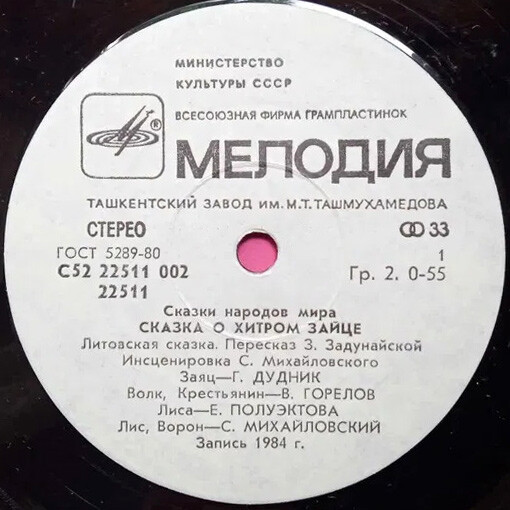 МИНИСТЕРСТВО
КУЛЬТУРЫ СССР
ВСЕСОЮЗНАЯ ФИРМА ГРАМПЛАСТИНОК
®
МЕЛОДИЯ
ТАШКЕНТСКИЙ ЗАВОД ИМ. М.Т. ТАШМУХАМЕДОВА
СТЕРЕО 33
ГОСТ 5289-80 1
С52 22511 002 Гр. 2. 0-55
22511
Сказки народов мира
СКАЗКА О ХИТРОМ ЗАЙЦЕ
Литовская сказка. Пересказ З. Задунайской
Инсценировка С. Михайловского
Заяц—Г. ДУДНИК
Волк, Крестьянин—В. ГОРЕЛОВ
Лиса—Е. ПОЛУЭКТОВА
Лис, Ворон—С. МИХАЙЛОВСКИЙ
Запись 1984 г.